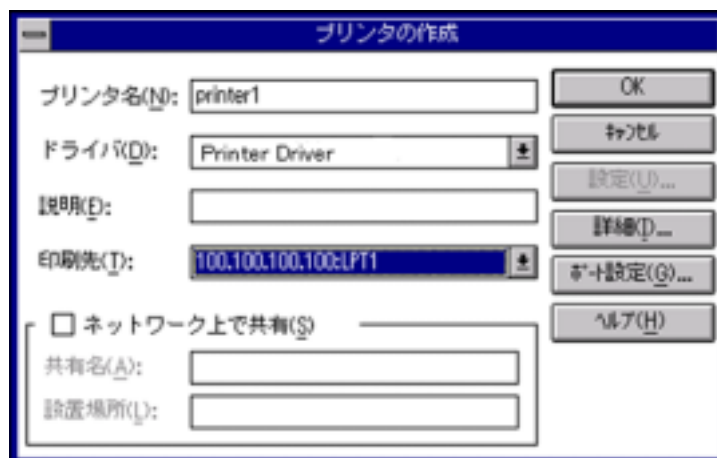 プリンタの作成
プリンタ名(N): printer1
ドライバ(D): Printer Driver
説明(E):
印刷先(T): 100.100.100.100:LPT1
ネットワーク上で共有(S)
共有名(A):
設置場所(L):
OK
ｷｬﾝｾﾙ
設定(U)...
詳細(I)...
ﾎﾟｰﾄ設定(G)...
ﾍﾙﾌﾟ(H)